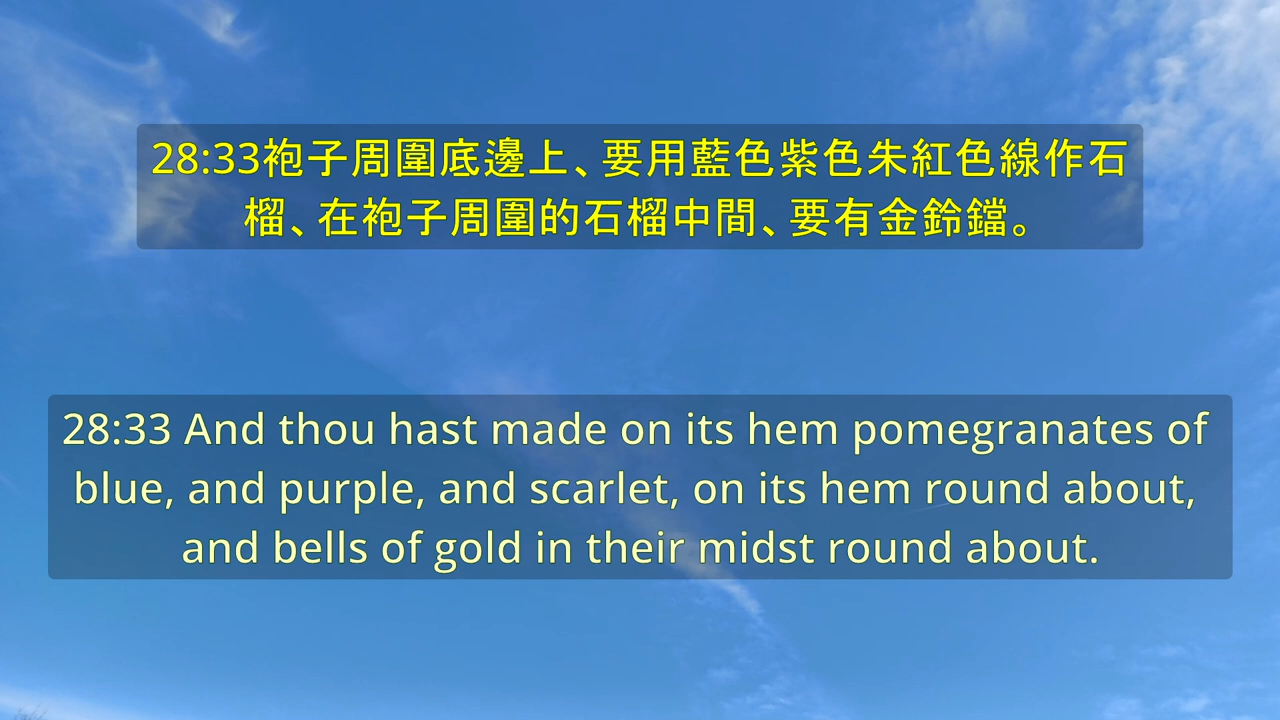 28:33袍子周圍底邊上、要用藍色紫色朱紅色線作石
榴、在袍子周圍的石榴中間、要有金鈴鐺。
28:33 And thou hast made on its hem pomegranates of
blue, and purple, and scarlet, on its hem round about,
and bells of gold in their midst round about.